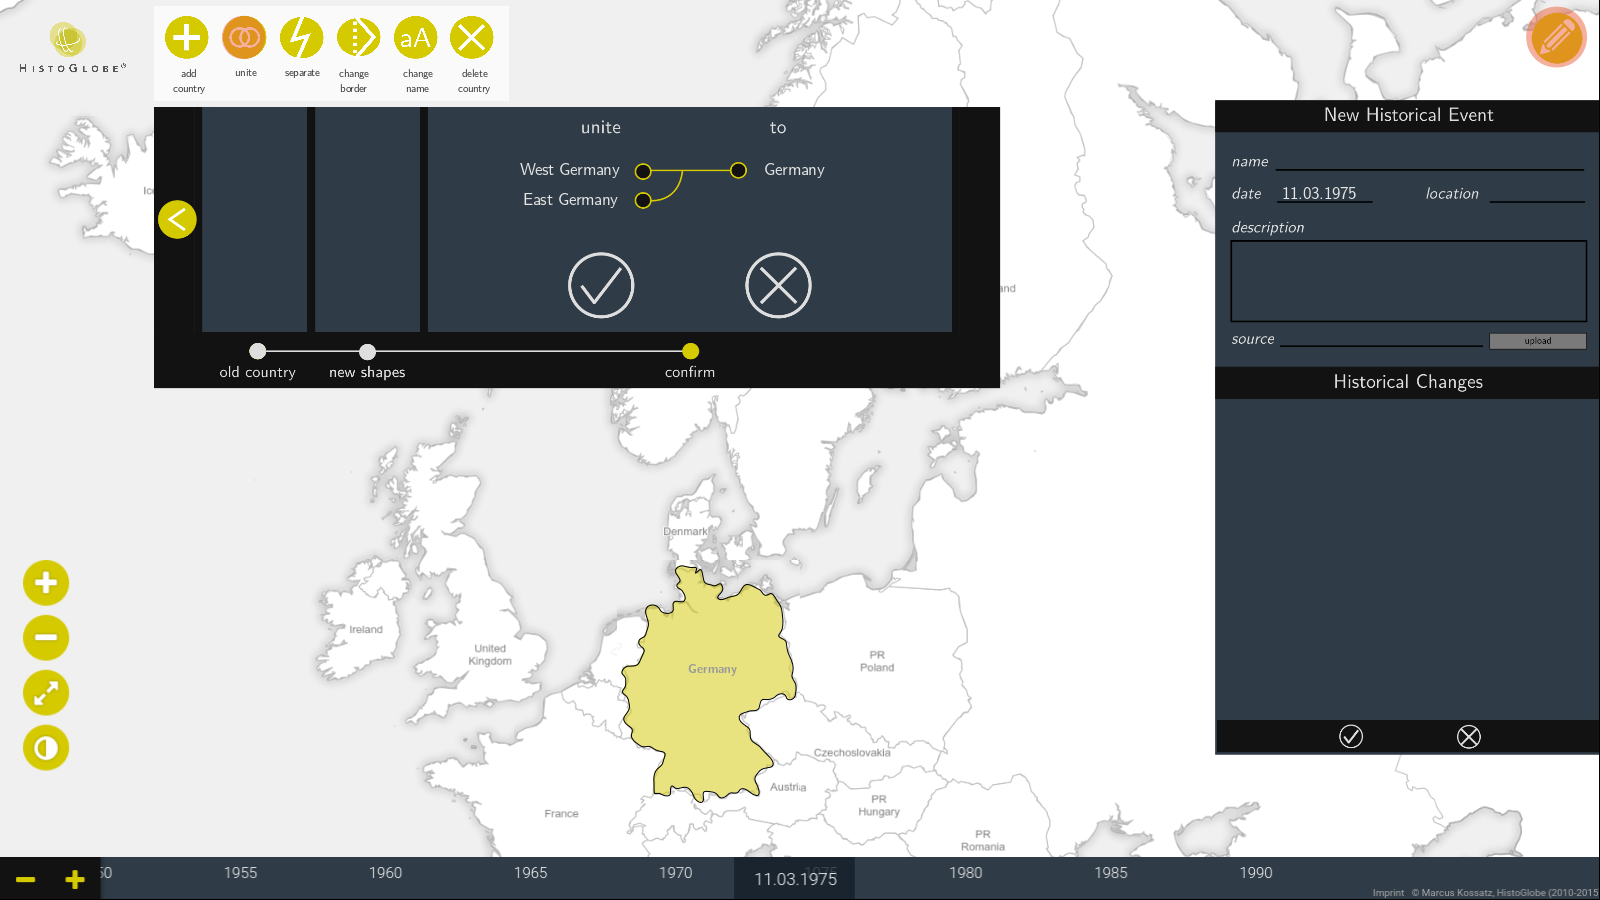 HISTOGLOBE
add
country
unite
separate
change
border
aA
change
name
delete
country
unite
to
West Germany
Germany
East Germany
old country
new shapes
confirm
New Historical Event
name
date
11.03.1975
location
description
source
upload
Historical Changes
Denmark
Ireland
United
Kingdom
Germany
PR
Poland
Czechoslovakia
Austria
France
PR
Hungary
PR
Romania
1955
1960
1965
1970
11.03.1975
1980
1985
1990
Imprint © Marcus Kossatz, HistoGlobe (2010-2015